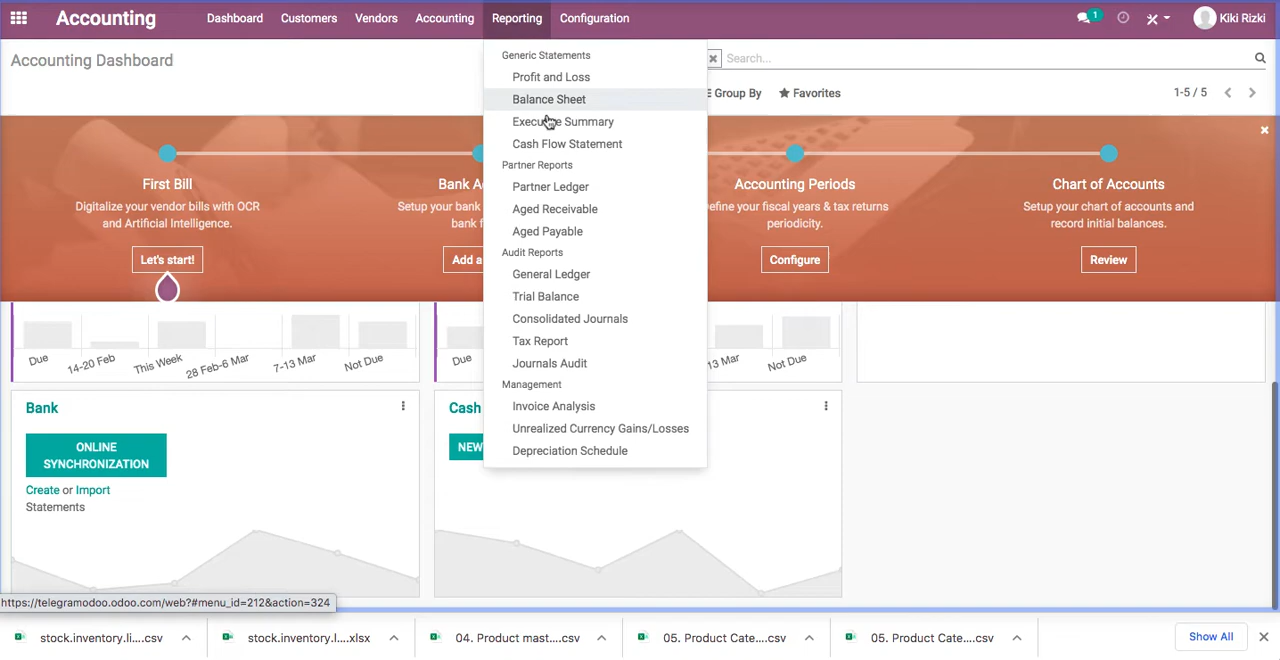 Accounting
Dashboard
Customers
Vendors
Accounting
Reporting
Configuration
1
Kiki Rizki
Accounting Dashboard
Search...
Group By
Favorites
1-5 / 5
Generic Statements
Profit and Loss
Balance Sheet
Executive Summary
Cash Flow Statement
Partner Reports
Partner Ledger
Aged Receivable
Aged Payable
Audit Reports
General Ledger
Trial Balance
Consolidated Journals
Tax Report
Journals Audit
Management
Invoice Analysis
Unrealized Currency Gains/Losses
Depreciation Schedule
First Bill
Digitalize your vendor bills with OCR
and Artificial Intelligence.
Let's start!
Bank A
Setup your bank
bank f
Add a
Accounting Periods
efine your fiscal years & tax returns
periodicity.
Configure
Chart of Accounts
Setup your chart of accounts and
record initial balances.
Review
Due
14-20 Feb
This Week
28 Feb-6 Mar
7-13 Mar
Not Due
Due
13 Mar
Not Due
Bank
ONLINE
SYNCHRONIZATION
Create or Import
Statements
Cash
NEW
https://telegramodoo.odoo.com/web?#menu_id=212&action=324
stock.inventory.li....csv
stock.inventory.l....xlsx
04. Product mast....csv
05. Product Cate....csv
05. Product Cate....csv
Show All